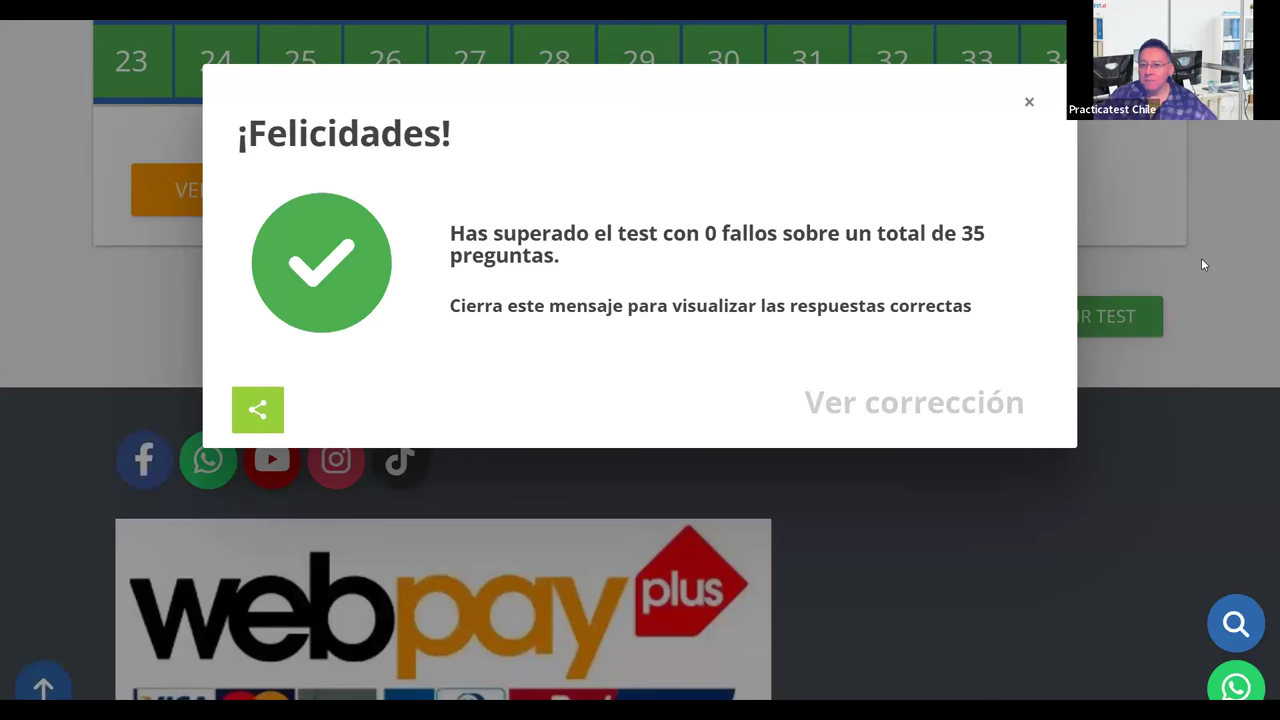 23 24 25 26 27 28 29 30 31 32 33
×
Practicatest Chile
¡Felicidades!
Has superado el test con 0 fallos sobre un total de 35
preguntas.
Cierra este mensaje para visualizar las respuestas correctas
R TEST
Ver corrección
webpay plus
VISA